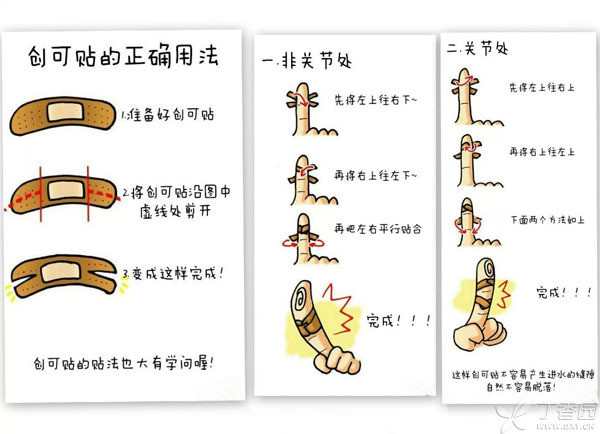 创可贴的正确用法
1.准备好创可贴
2.将创可贴沿图中
虚线处剪开
3.变成这样完成!
创可贴的贴法也大有学问喔!
一.非关节处
先将左上往右下~
再将右上往左下~
再把左右平行贴合
完成!!!
二.关节处
先将左上往右上
再将右上往左上
下面两个方法如上
完成!!!
这样创可贴不容易产生进水的缝隙
自然不容易脱落!
丁香园
WWW.DXY.CN